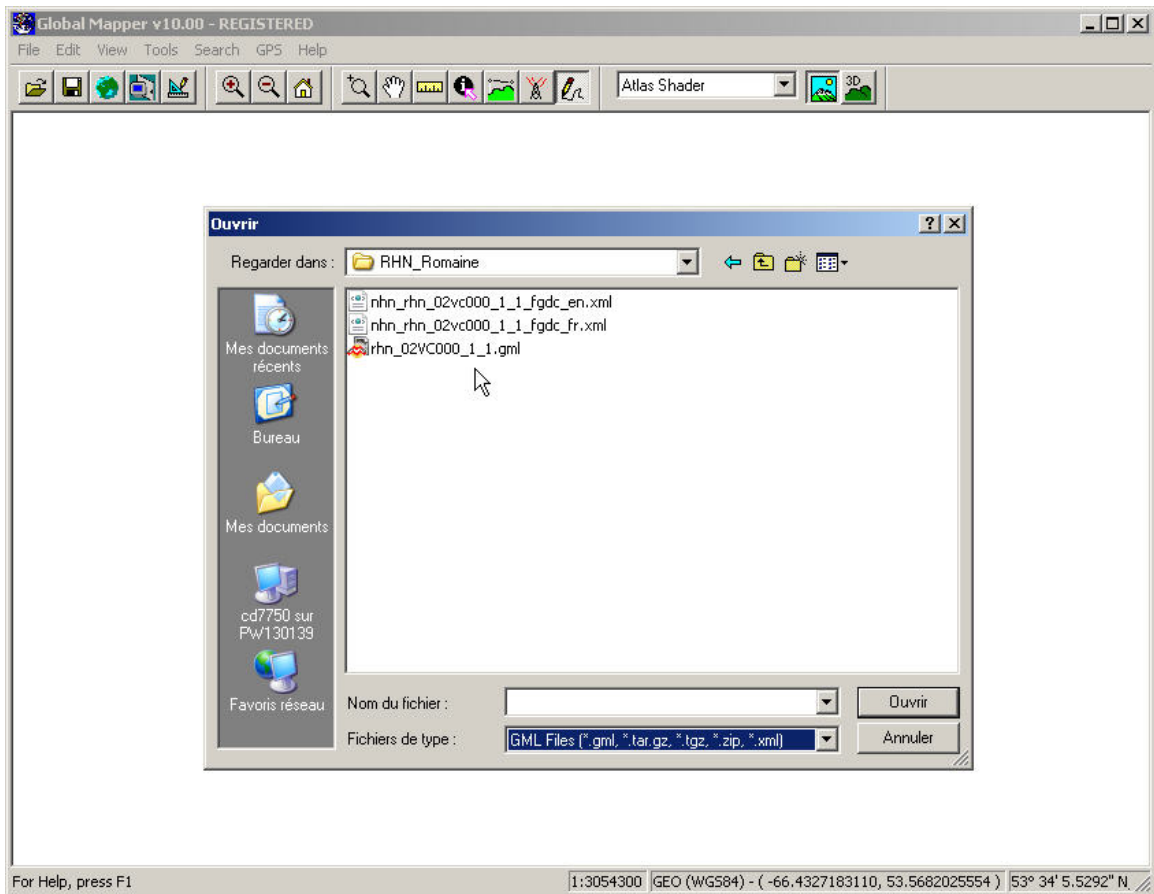 Global Mapper v10.00 - REGISTERED
File Edit View Tools Search GPS Help
Atlas Shader
3D
Ouvrir
Regarder dans :
RHN_Romaine
nhn_rhn_02vc000_1_1_fgdc_en.xml
nhn_rhn_02vc000_1_1_fgdc_fr.xml
rhn_02VC000_1_1.gml
Mes documents
récents
Bureau
Mes documents
cd7750 sur
PW130139
Favoris réseau
Nom du fichier :
Ouvrir
Fichiers de type :
GML Files (*.gml, *.tar.gz, *.tgz, *.zip, *.xml)
Annuler
For Help, press F1
1:3054300
GEO (WGS84) - ( -66.4327183110, 53.5682025554 )
53° 34' 5.5292" N